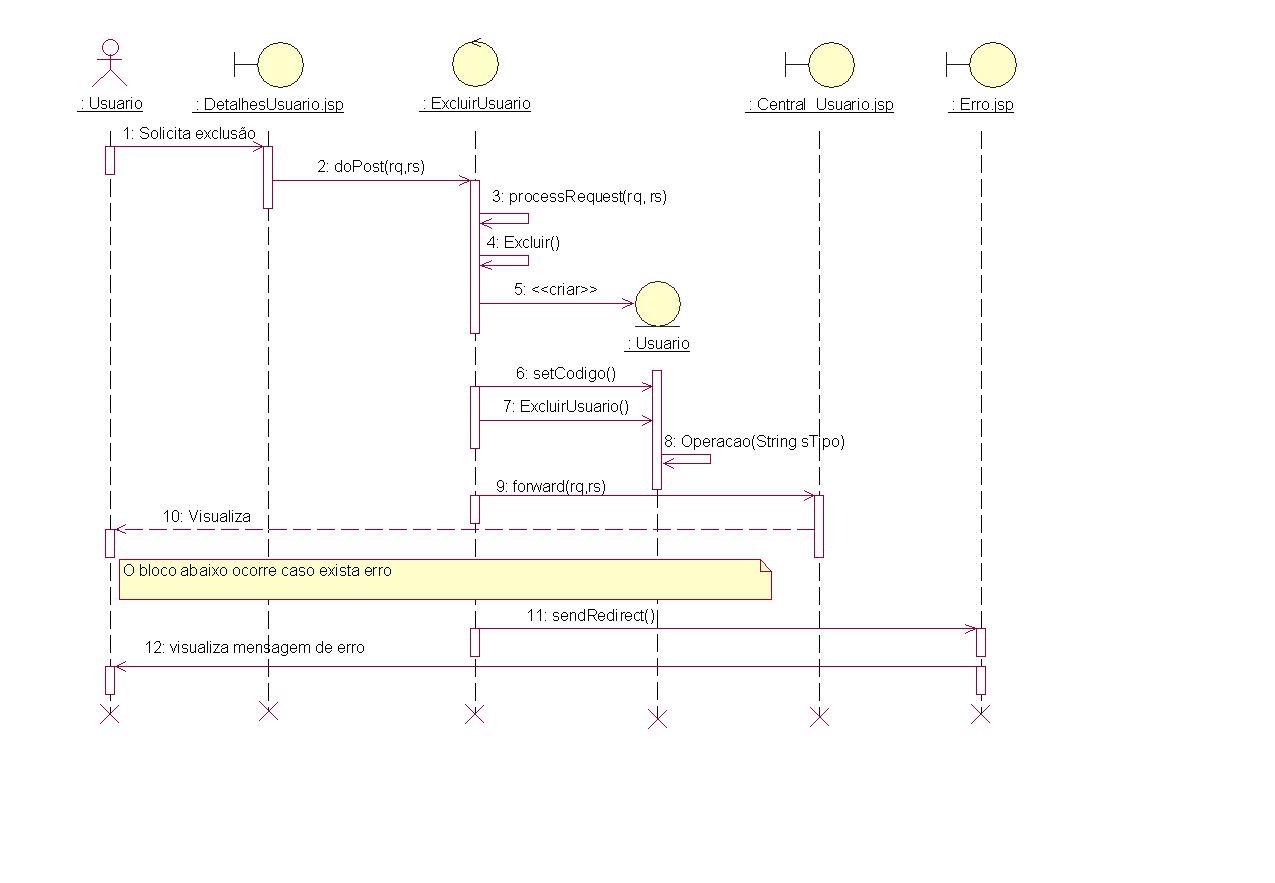 : Usuario
: DetalhesUsuario.jsp
: ExcluirUsuario
: Central_Usuario.jsp
: Erro.jsp
1: Solicita exclusão
2: doPost(rq,rs)
3: processRequest(rq, rs)
4: Excluir()
5: <<criar>>
: Usuario
6: setCodigo()
7: ExcluirUsuario()
8: Operacao(String sTipo)
9: forward(rq,rs)
10: Visualiza
O bloco abaixo ocorre caso exista erro
11: sendRedirect()
12: visualiza mensagem de erro